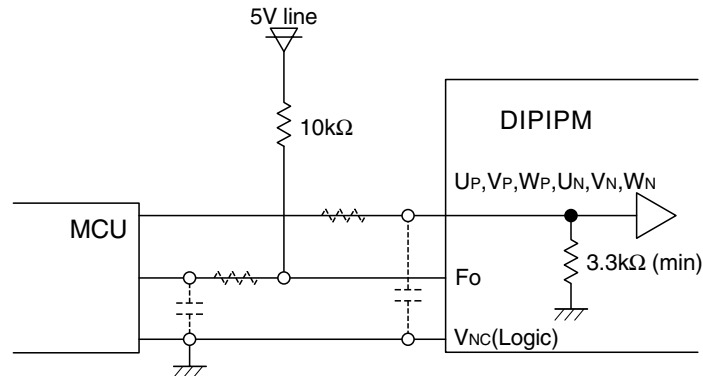 5V line
10kΩ
DIPIPM
UP,VP,WP,UN,VN,WN
MCU
3.3kΩ (min)
Fo
VNC(Logic)